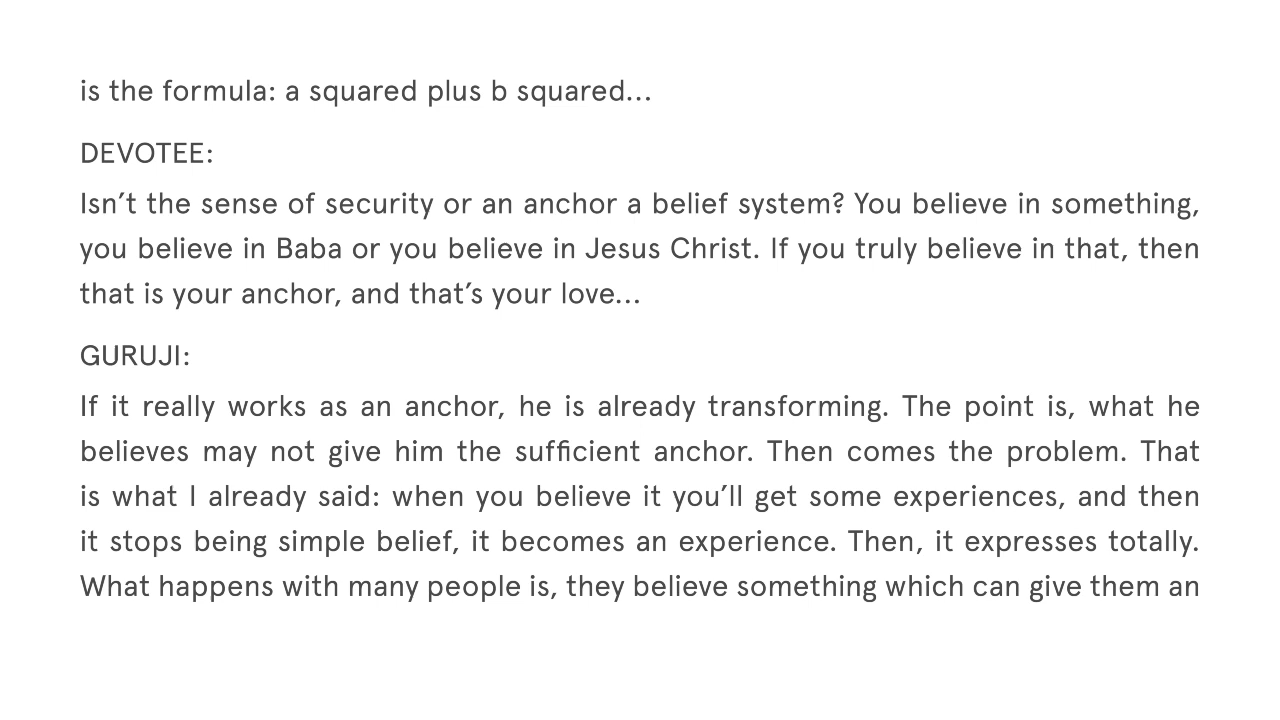 is the formula: a squared plus b squared...
DEVOTEE:
Isn’t the sense of security or an anchor a belief system? You believe in something,
you believe in Baba or you believe in Jesus Christ. If you truly believe in that, then
that is your anchor, and that’s your love...
GURUJI:
If it really works as an anchor, he is already transforming. The point is, what he
believes may not give him the sufficient anchor. Then comes the problem. That
is what I already said: when you believe it you’ll get some experiences, and then
it stops being simple belief, it becomes an experience. Then, it expresses totally.
What happens with many people is, they believe something which can give them an